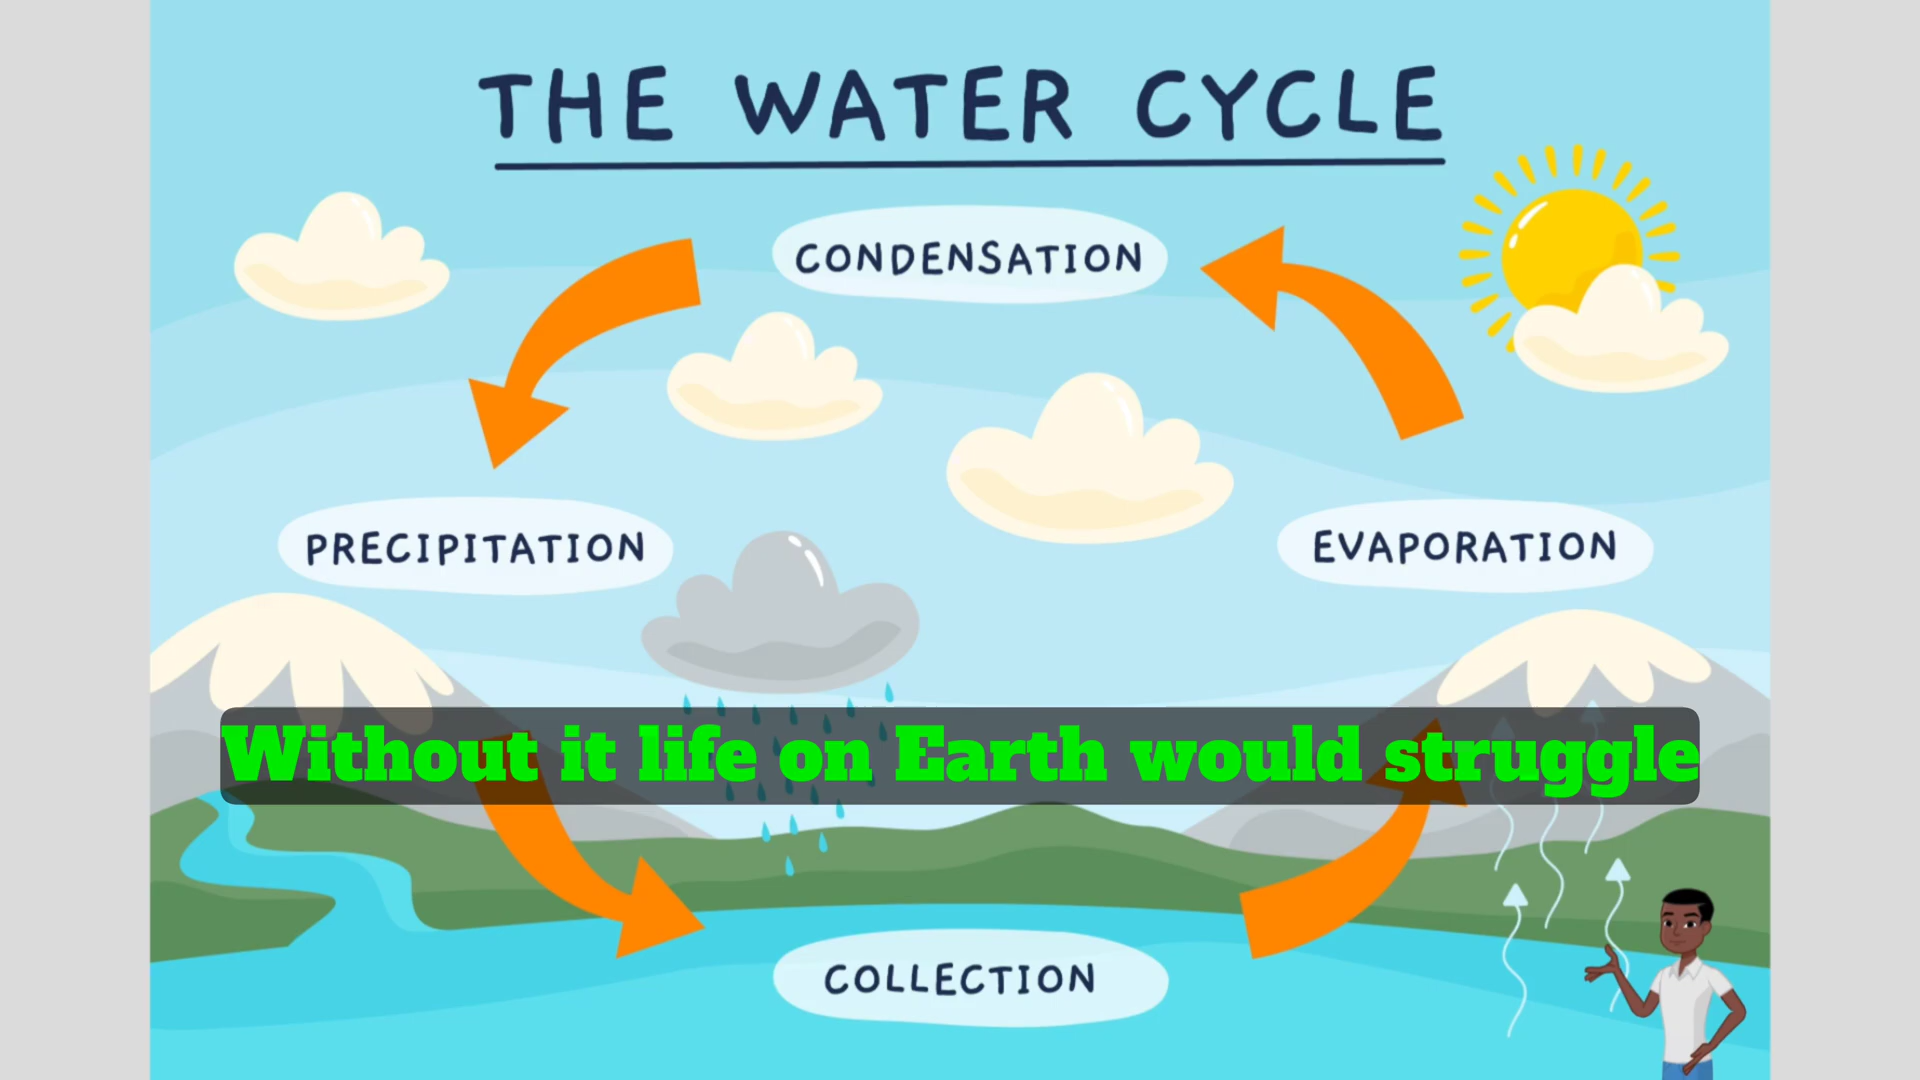 THE WATER CYCLE
CONDENSATION
PRECIPITATION
EVAPORATION
Without it life on Earth would struggle
COLLECTION